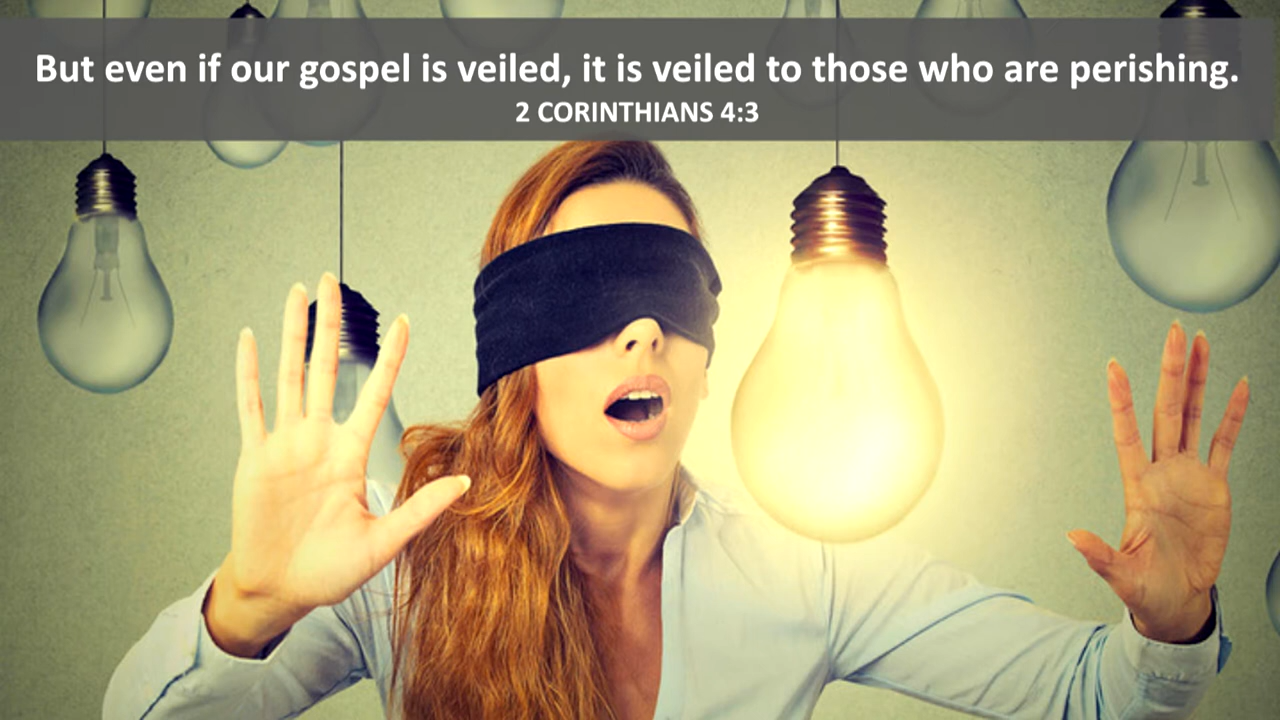 But even if our gospel is veiled, it is veiled to those who are perishing.
2 CORINTHIANS 4:3